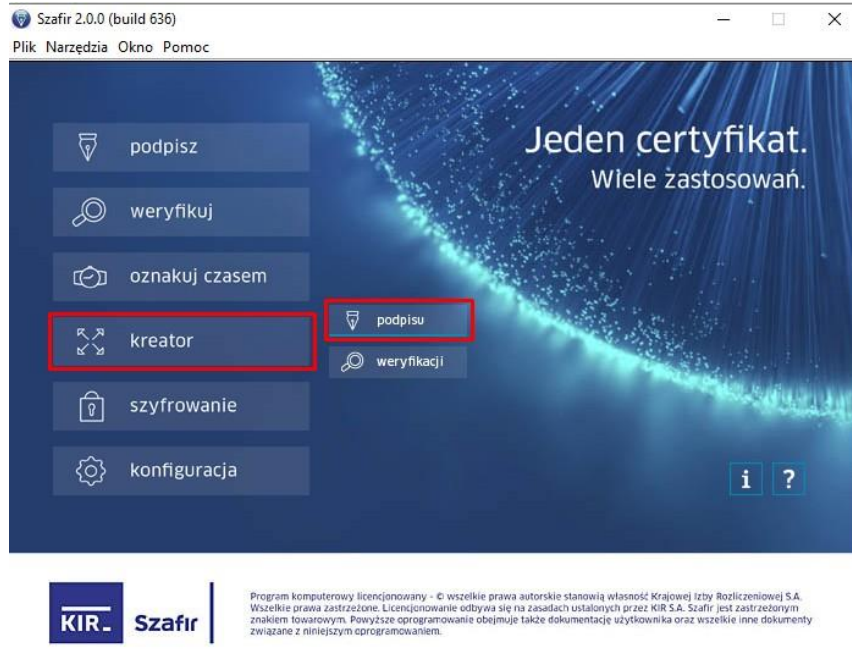 Szafir 2.0.0 (build 636)
Plik Narzędzia Okno Pomoc
Jeden certyfikat.
Wiele zastosowań.
podpisz
weryfikuj
oznakuj czasem
kreator
podpisu
weryfikacji
szyfrowanie
konfiguracja
i ?
KIR Szafir
Program komputerowy licencjonowany - © wszelkie prawa autorskie stanowią własność Krajowej Izby Rozliczeniowej S.A.
Wszelkie prawa zastrzeżone. Licencjonowanie odbywa się na zasadach ustalonych przez KIR S.A. Szafir jest zastrzeżonym
znakiem towarowym. Powyższe oprogramowanie obejmuje także dokumentację użytkownika oraz wszelkie inne dokumenty
związane z niniejszym oprogramowaniem.